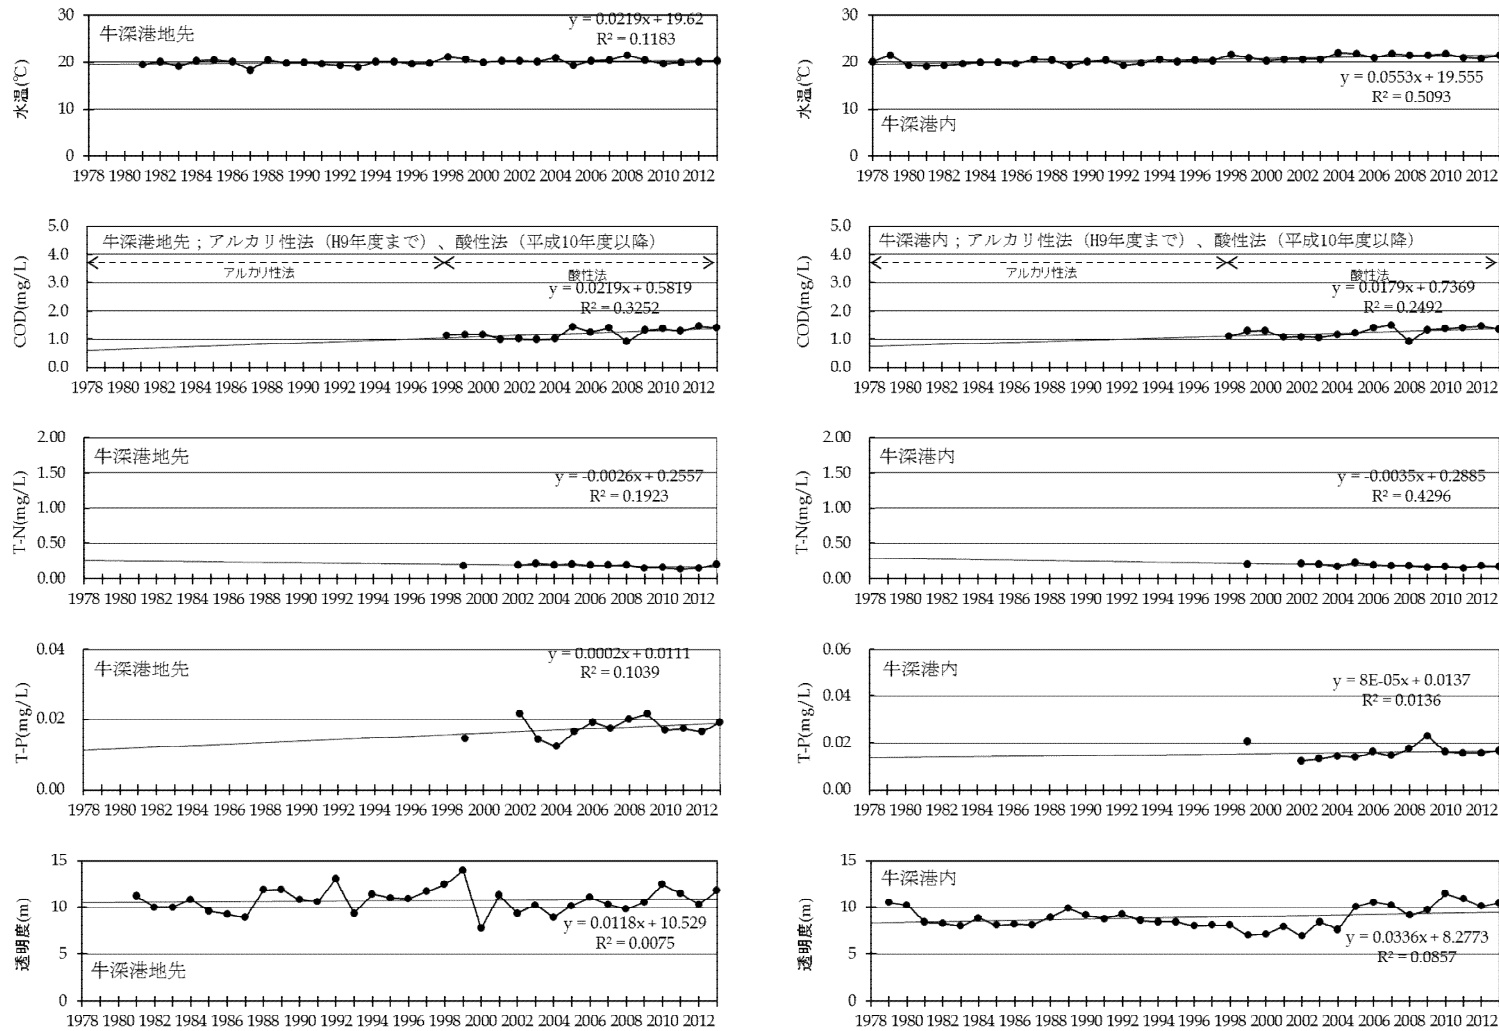 30
20
10
0
水温(℃)
牛深港地先
y = 0.0219x + 19.62
R² = 0.1183
1978 1980 1982 1984 1986 1988 1990 1992 1994 1996 1998 2000 2002 2004 2006 2008 2010 2012
30
20
10
0
水温(℃)
y = 0.0553x + 19.555
R² = 0.5093
牛深港内
1978 1980 1982 1984 1986 1988 1990 1992 1994 1996 1998 2000 2002 2004 2006 2008 2010 2012
5.0
4.0
3.0
2.0
1.0
0.0
COD(mg/L)
牛深港地先；アルカリ性法（H9年度まで）、酸性法（平成10年度以降）
アルカリ性法
酸性法
y = 0.0219x + 0.5819
R² = 0.3252
1978 1980 1982 1984 1986 1988 1990 1992 1994 1996 1998 2000 2002 2004 2006 2008 2010 2012
5.0
4.0
3.0
2.0
1.0
0.0
COD(mg/L)
牛深港内；アルカリ性法（H9年度まで）、酸性法（平成10年度以降）
アルカリ性法
酸性法
y = 0.0179x + 0.7369
R² = 0.2492
1978 1980 1982 1984 1986 1988 1990 1992 1994 1996 1998 2000 2002 2004 2006 2008 2010 2012
2.00
1.50
1.00
0.50
0.00
T-N(mg/L)
牛深港地先
y = -0.0026x + 0.2557
R² = 0.1923
1978 1980 1982 1984 1986 1988 1990 1992 1994 1996 1998 2000 2002 2004 2006 2008 2010 2012
2.00
1.50
1.00
0.50
0.00
T-N(mg/L)
牛深港内
y = -0.0035x + 0.2885
R² = 0.4296
1978 1980 1982 1984 1986 1988 1990 1992 1994 1996 1998 2000 2002 2004 2006 2008 2010 2012
0.04
0.02
0.00
T-P(mg/L)
牛深港地先
y = 0.0002x + 0.0111
R² = 0.1039
1978 1980 1982 1984 1986 1988 1990 1992 1994 1996 1998 2000 2002 2004 2006 2008 2010 2012
0.06
0.04
0.02
0.00
T-P(mg/L)
牛深港内
y = 8E-05x + 0.0137
R² = 0.0136
1978 1980 1982 1984 1986 1988 1990 1992 1994 1996 1998 2000 2002 2004 2006 2008 2010 2012
15
10
5
0
透明度(m)
y = 0.0118x + 10.529
R² = 0.0075
牛深港地先
1978 1980 1982 1984 1986 1988 1990 1992 1994 1996 1998 2000 2002 2004 2006 2008 2010 2012
15
10
5
0
透明度(m)
牛深港内
y = 0.0336x + 8.2773
R² = 0.0857
1978 1980 1982 1984 1986 1988 1990 1992 1994 1996 1998 2000 2002 2004 2006 2008 2010 2012